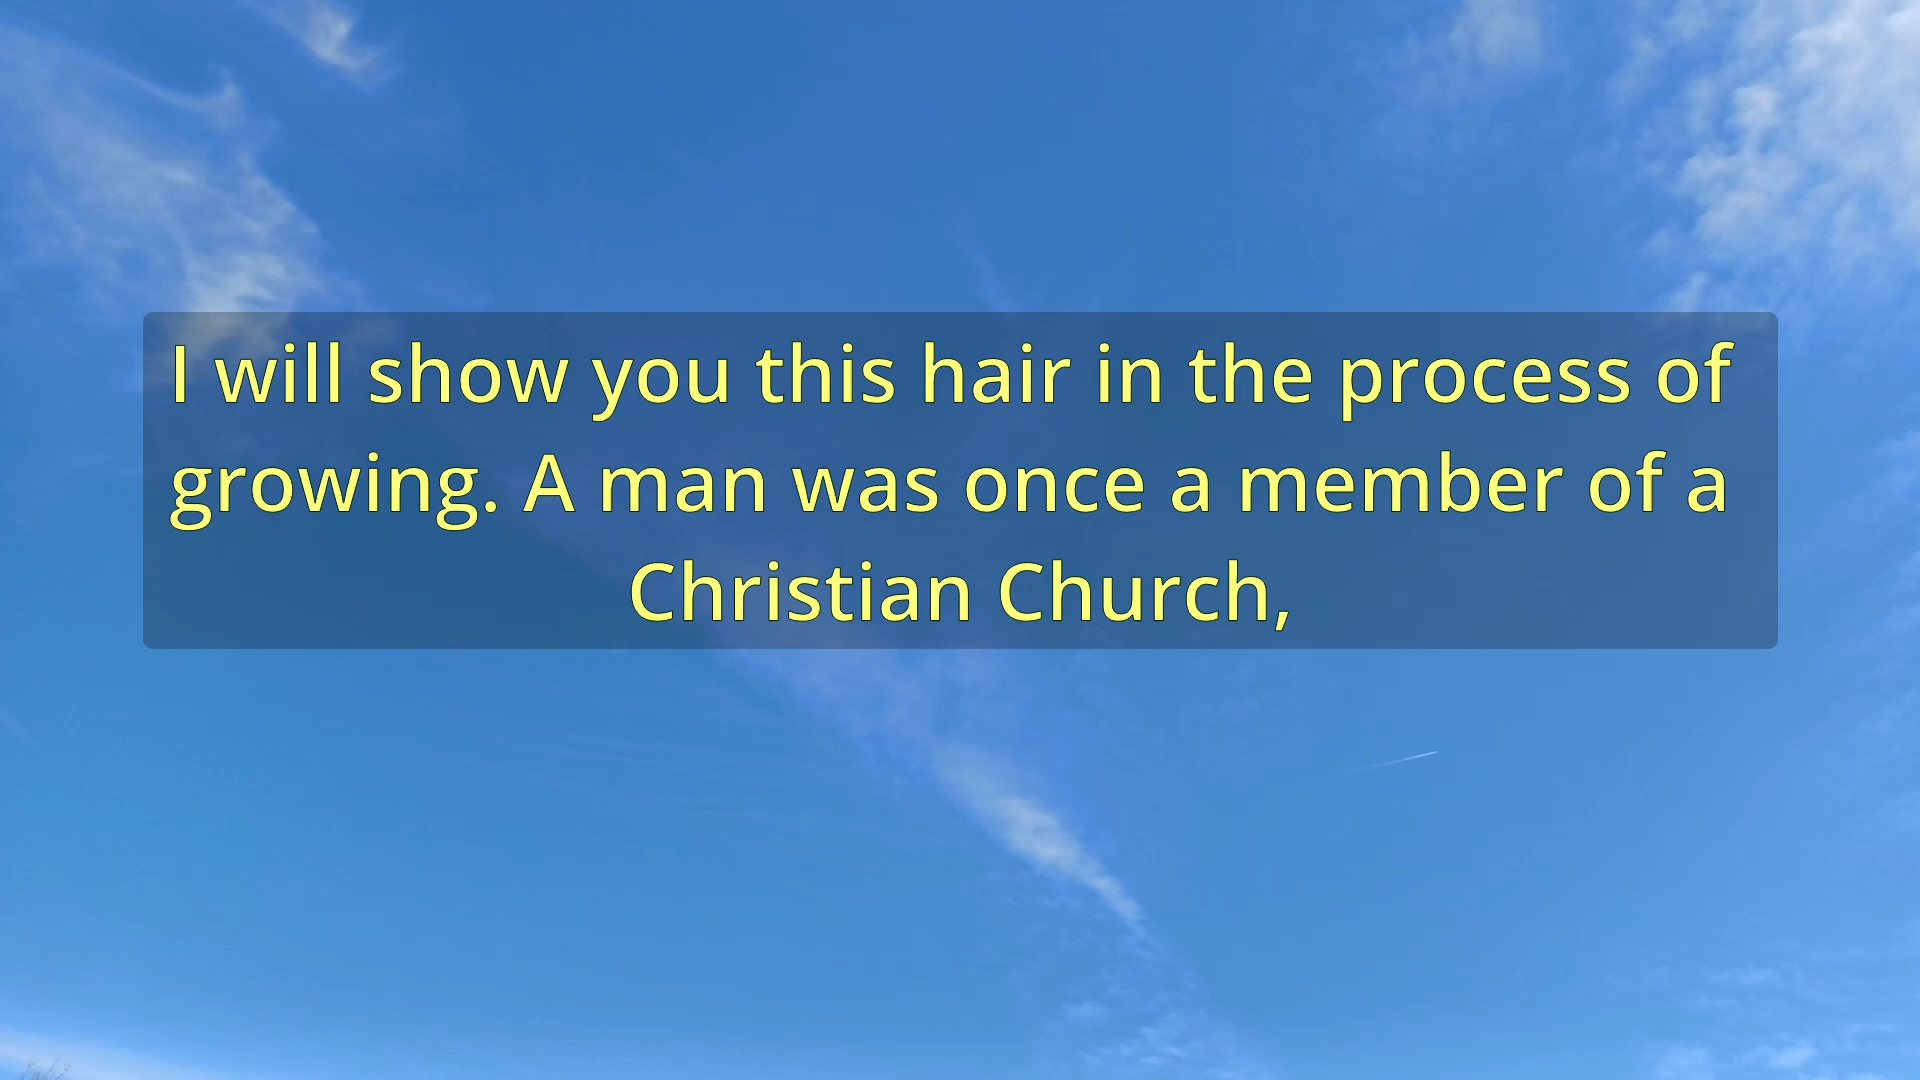 I will show you this hair in the process of
growing. A man was once a member of a
Christian Church,